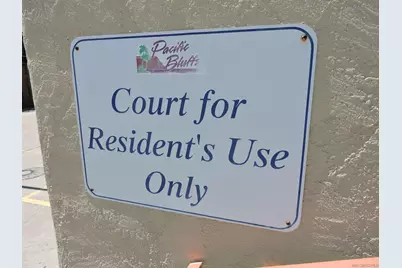 Pacific
Bluffs
Court for
Resident's Use
Only